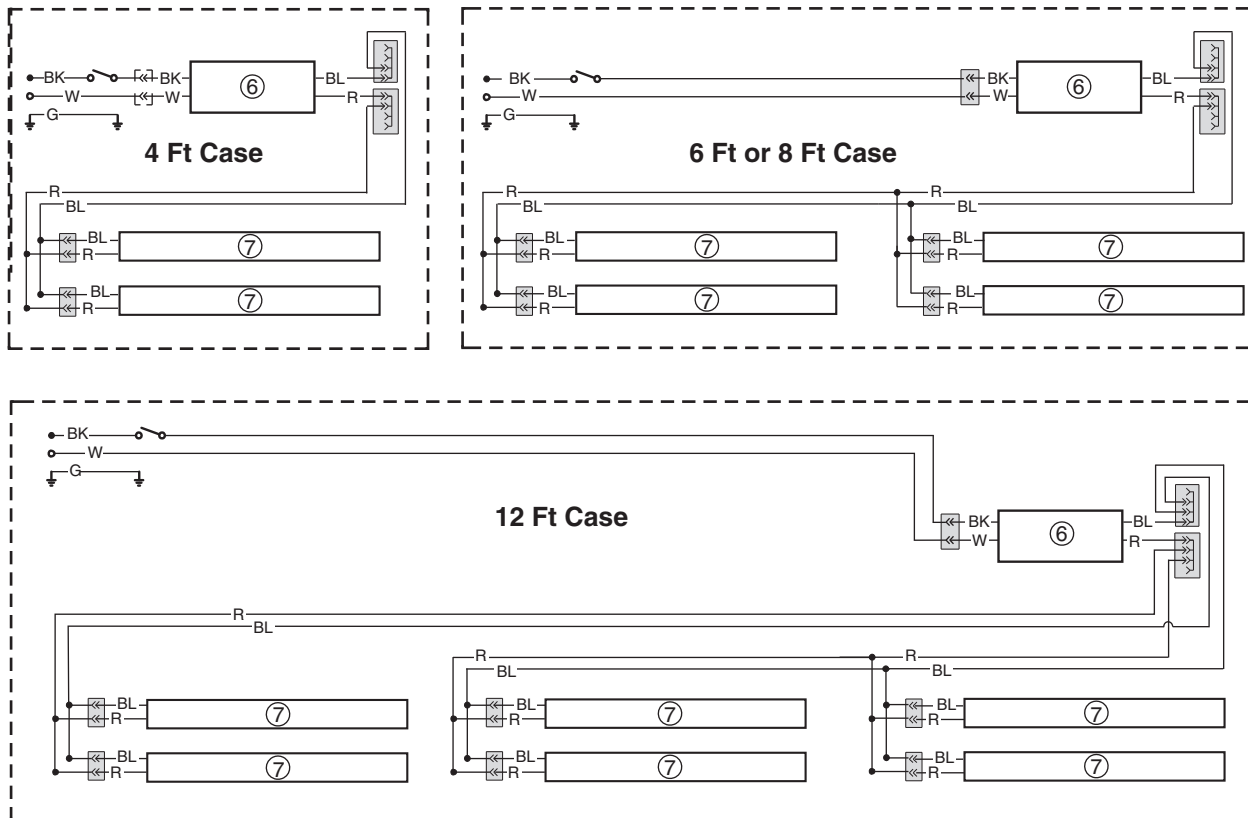 BK BK 6 BL
W W R
G
4 Ft Case
R
BL
BL 7
R
BL 7
R
BK BK 6 BL
W W R
G
6 Ft or 8 Ft Case
R R
BL BL
BL 7 BL 7
R R
BL 7 BL 7
R R
BK
W
G
12 Ft Case
BK 6 BL
W R
R
BL
R R
BL BL
BL 7 BL 7 BL 7
R R R
BL 7 BL 7 BL 7
R R R